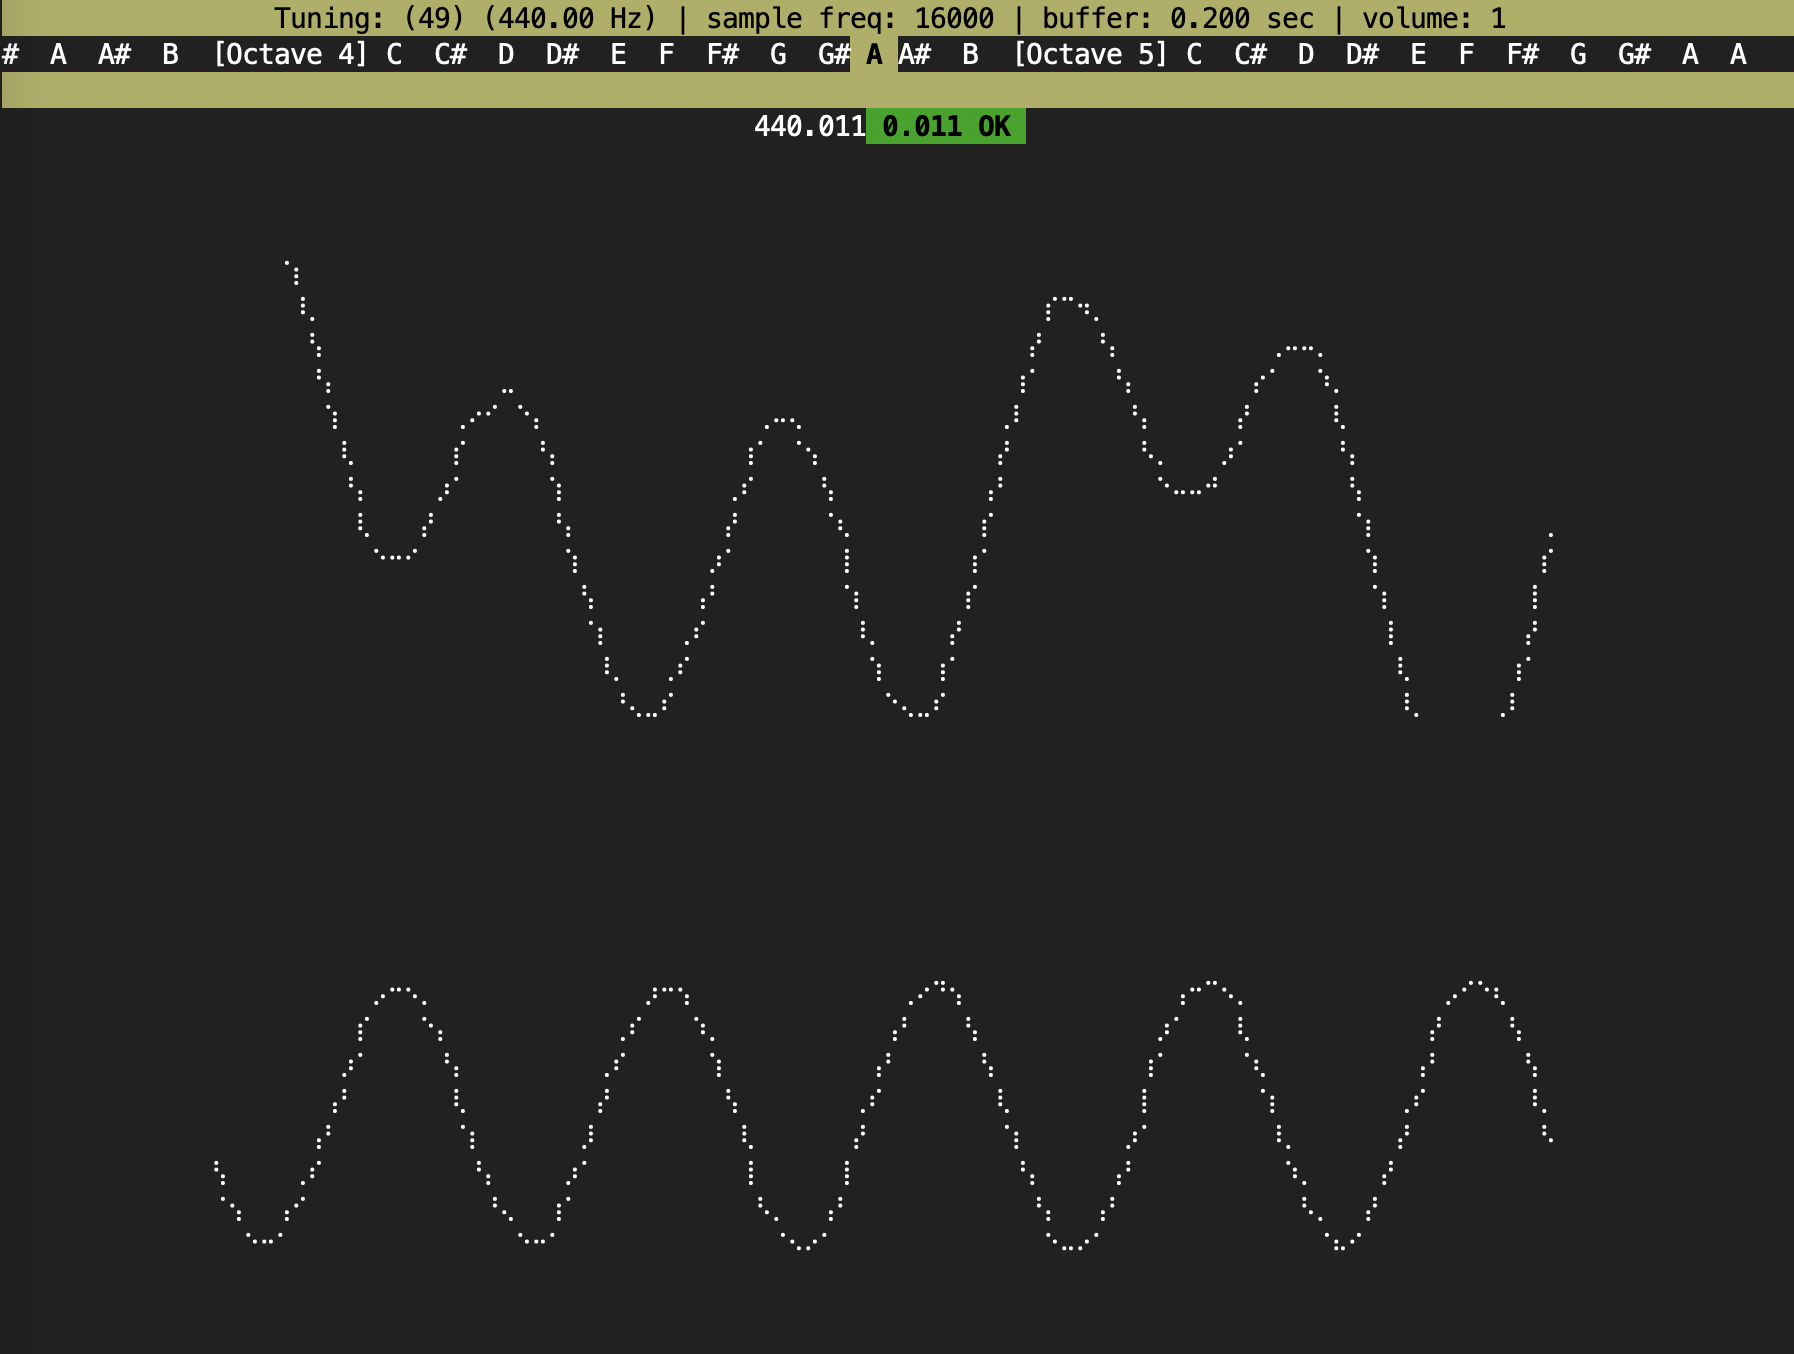 Tuning: (49) (440.00 Hz) | sample freq: 16000 | buffer: 0.200 sec | volume: 1
# A A# B [Octave 4] C C# D D# E F F# G G# A A# B [Octave 5] C C# D D# E F F# G G# A A
440.011 0.011 OK